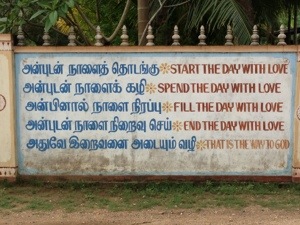 அன்புடன் நாளைத் தொடங்கு START THE DAY WITH LOVE
அன்புடன் நாளைக் கழி SPEND THE DAY WITH LOVE
அன்பினால் நாளை நிரப்பு FILL THE DAY WITH LOVE
அன்புடன் நாளை நிறைவு செய் END THE DAY WITH LOVE
அதுவே இறைவனை அடையும் வழி THAT IS THE WAY TO GOD